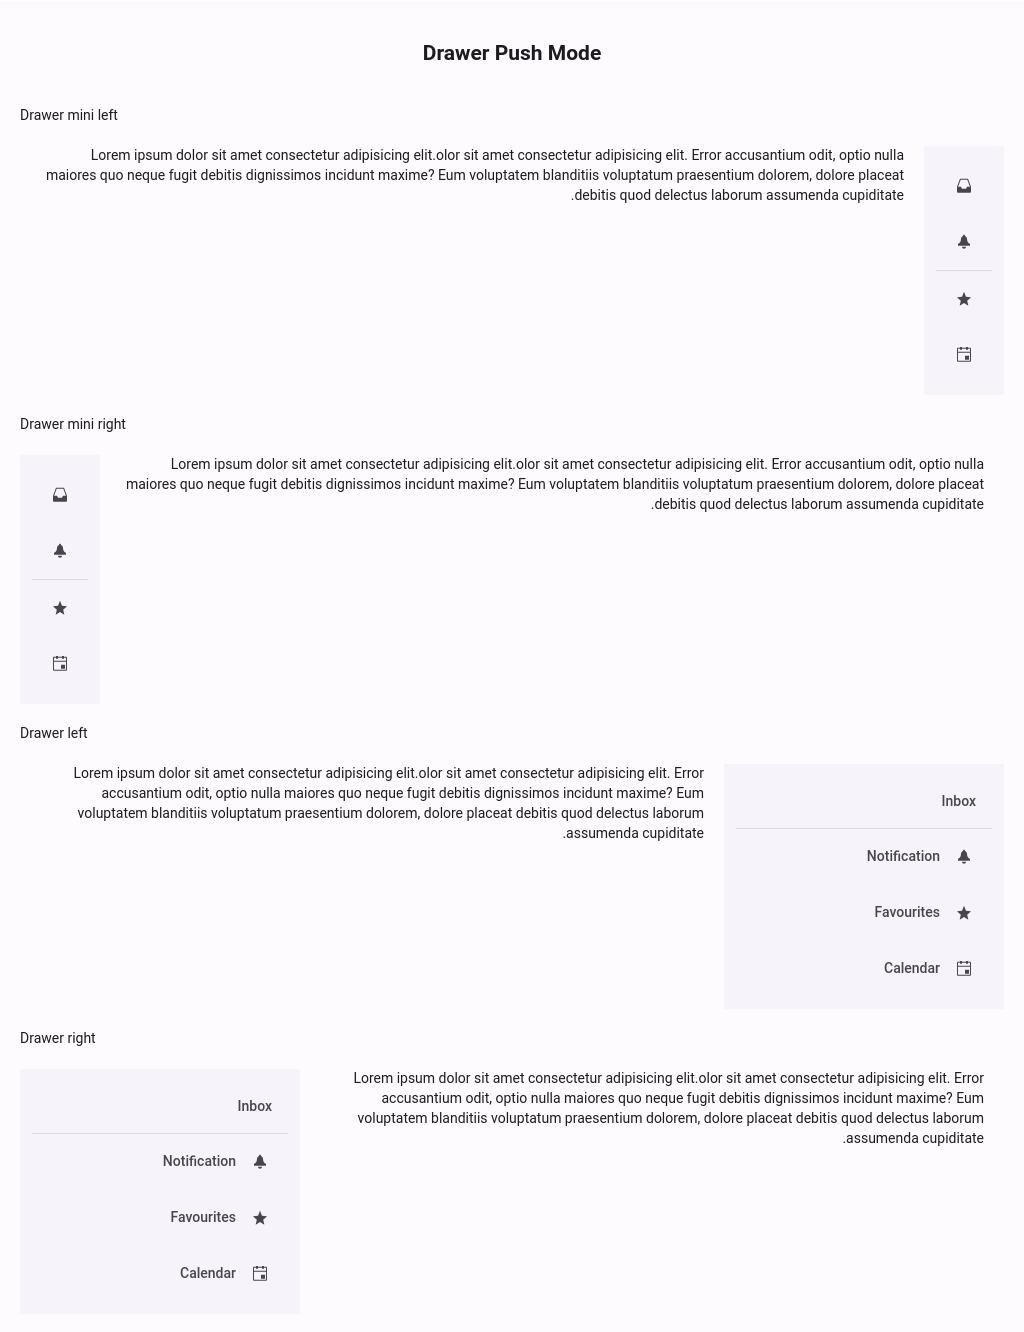 Drawer Push Mode
Drawer mini left
Lorem ipsum dolor sit amet consectetur adipisicing elit.olor sit amet consectetur adipisicing elit. Error accusantium odit, optio nulla
maiores quo neque fugit debitis dignissimos incidunt maxime? Eum voluptatem blanditiis voluptatum praesentium dolorem, dolore placeat
.debitis quod delectus laborum assumenda cupiditate
Drawer mini right
Lorem ipsum dolor sit amet consectetur adipisicing elit.olor sit amet consectetur adipisicing elit. Error accusantium odit, optio nulla
maiores quo neque fugit debitis dignissimos incidunt maxime? Eum voluptatem blanditiis voluptatum praesentium dolorem, dolore placeat
.debitis quod delectus laborum assumenda cupiditate
Drawer left
Lorem ipsum dolor sit amet consectetur adipisicing elit.olor sit amet consectetur adipisicing elit. Error
accusantium odit, optio nulla maiores quo neque fugit debitis dignissimos incidunt maxime? Eum
voluptatem blanditiis voluptatum praesentium dolorem, dolore placeat debitis quod delectus laborum
.assumenda cupiditate
Inbox
Notification
Favourites
Calendar
Drawer right
Inbox
Notification
Favourites
Calendar
Lorem ipsum dolor sit amet consectetur adipisicing elit.olor sit amet consectetur adipisicing elit. Error
accusantium odit, optio nulla maiores quo neque fugit debitis dignissimos incidunt maxime? Eum
voluptatem blanditiis voluptatum praesentium dolorem, dolore placeat debitis quod delectus laborum
.assumenda cupiditate